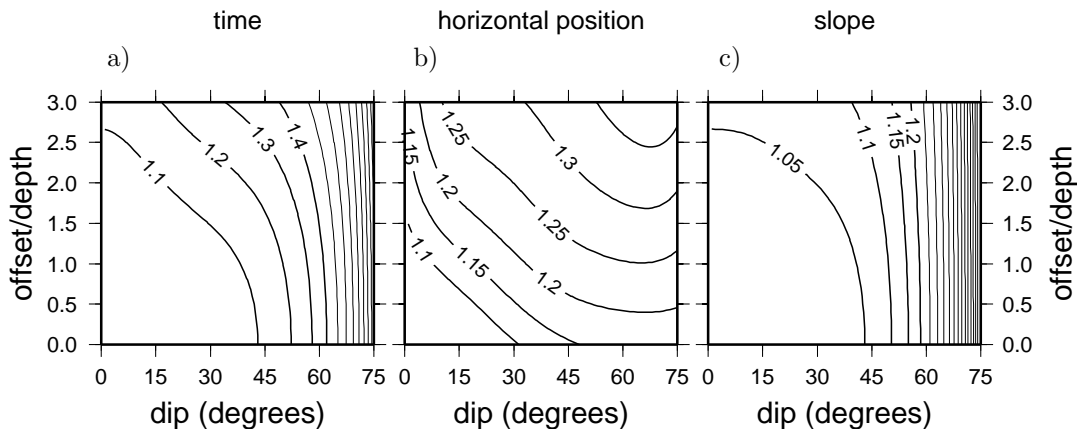 time horizontal position slope
a) b) c)
3.0 3.0
2.5 2.5
2.0 2.0
1.5 1.5
1.0 1.0
0.5 0.5
0.0 0.0
offset/depth offset/depth
1.1 1.2 1.3 1.4
1.15 1.1 1.25 1.2 1.15 1.3 1.25 1.2
1.05 1.1 1.15 1.2
0 15 30 45 60 75 0 15 30 45 60 75 0 15 30 45 60 75
dip (degrees) dip (degrees) dip (degrees)